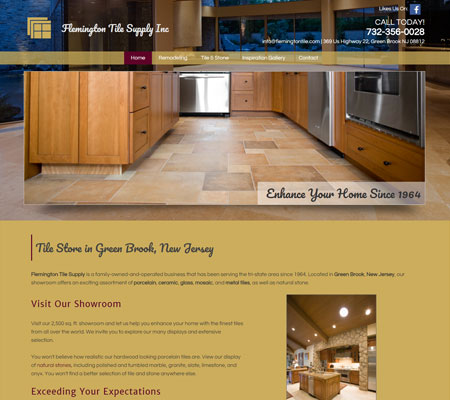 Likes Us On:
Flemington Tile Supply Inc
CALL TODAY!
732-356-0028
info@flemingtontile.com | 369 Us Highway 22, Green Brook NJ 08812
Home Remodeling Tile & Stone Inspiration Gallery Contact
Enhance Your Home Since 1964
Tile Store in Green Brook, New Jersey
Flemington Tile Supply is a family-owned-and-operated business that has been serving the tri-state area since 1964. Located in Green Brook, New Jersey, our
showroom offers an exciting assortment of porcelain, ceramic, glass, mosaic, and metal tiles, as well as natural stone.
Visit Our Showroom
Visit our 2,500 sq. ft. showroom and let us help you enhance your home with the finest tiles
from all over the world. We invite you to explore our many displays and extensive
selection.
You won't believe how realistic our hardwood looking porcelain tiles are. View our display
of natural stones, including polished and tumbled marble, granite, slate, limestone, and
onyx. You won't find a better selection of tile and stone anywhere else.
Exceeding Your Expectations